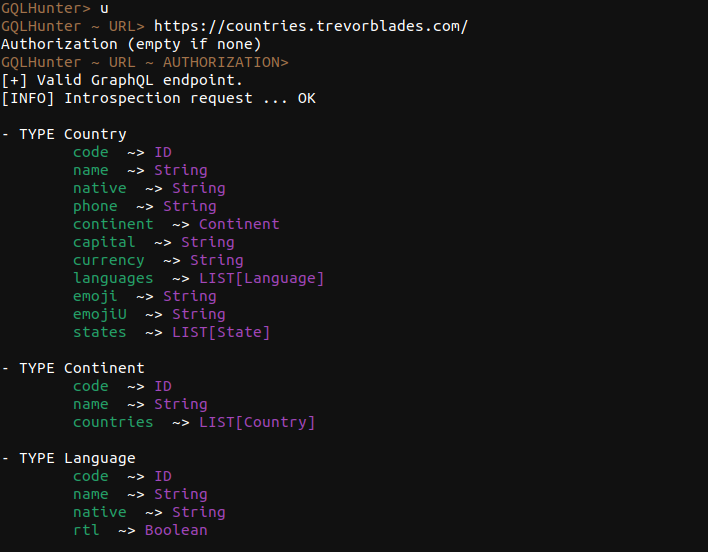 GQLHunter> u
GQLHunter ~ URL> https://countries.trevorblades.com/
Authorization (empty if none)
GQLHunter ~ URL ~ AUTHORIZATION>
[+] Valid GraphQL endpoint.
[INFO] Introspection request ... OK
- TYPE Country
code ~> ID
name ~> String
native ~> String
phone ~> String
continent ~> Continent
capital ~> String
currency ~> String
languages ~> LIST[Language]
emoji ~> String
emojiU ~> String
states ~> LIST[State]
- TYPE Continent
code ~> ID
name ~> String
countries ~> LIST[Country]
- TYPE Language
code ~> ID
name ~> String
native ~> String
rtl ~> Boolean